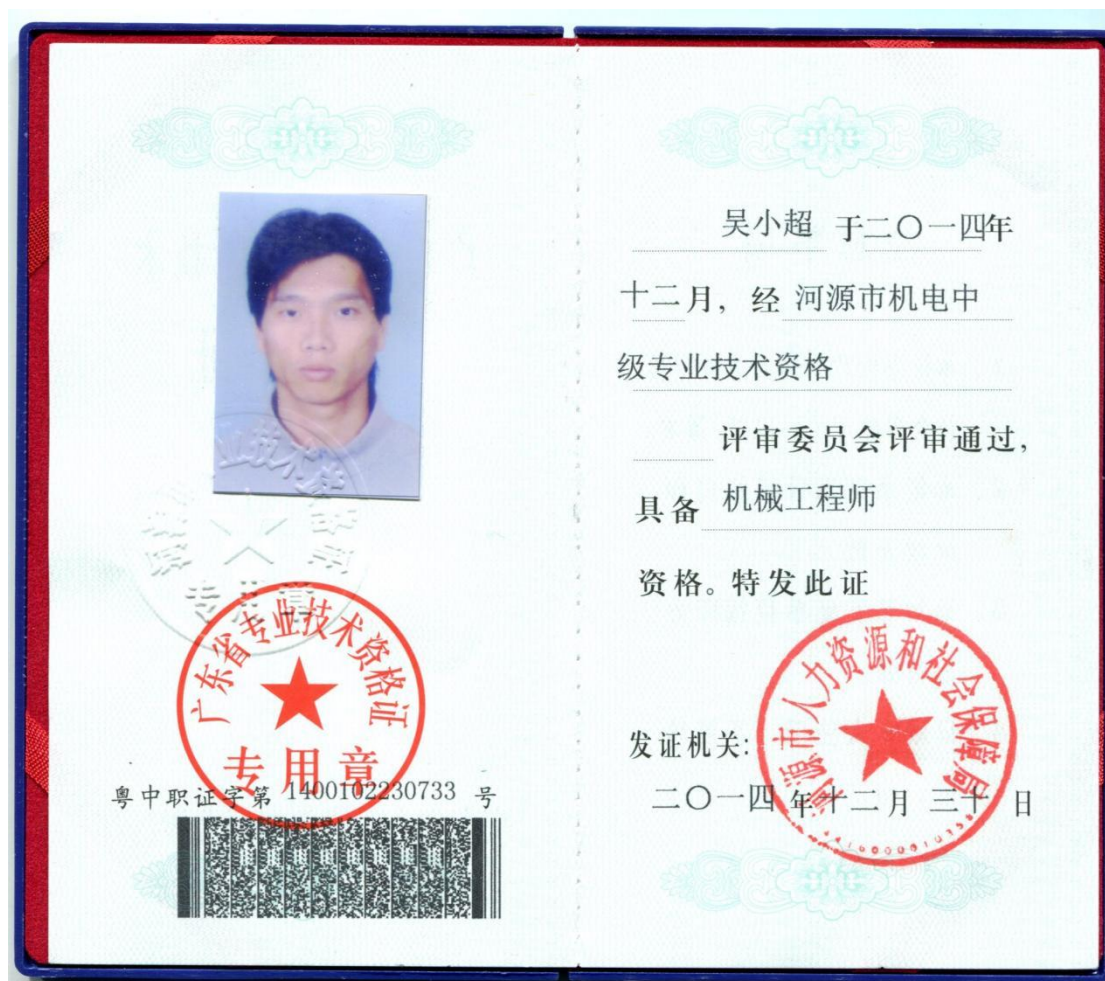 专用章
广东省专业技术资格证
专用章
粤中职证字第 1400102230733 号
吴小超 于二〇一四年
十二月，经 河源市机电中
级专业技术资格
评审委员会评审通过，
具备 机械工程师
资格。特发此证
河源市人力资源和社会保障局
发证机关：
二〇一四 年十二月 三十 日